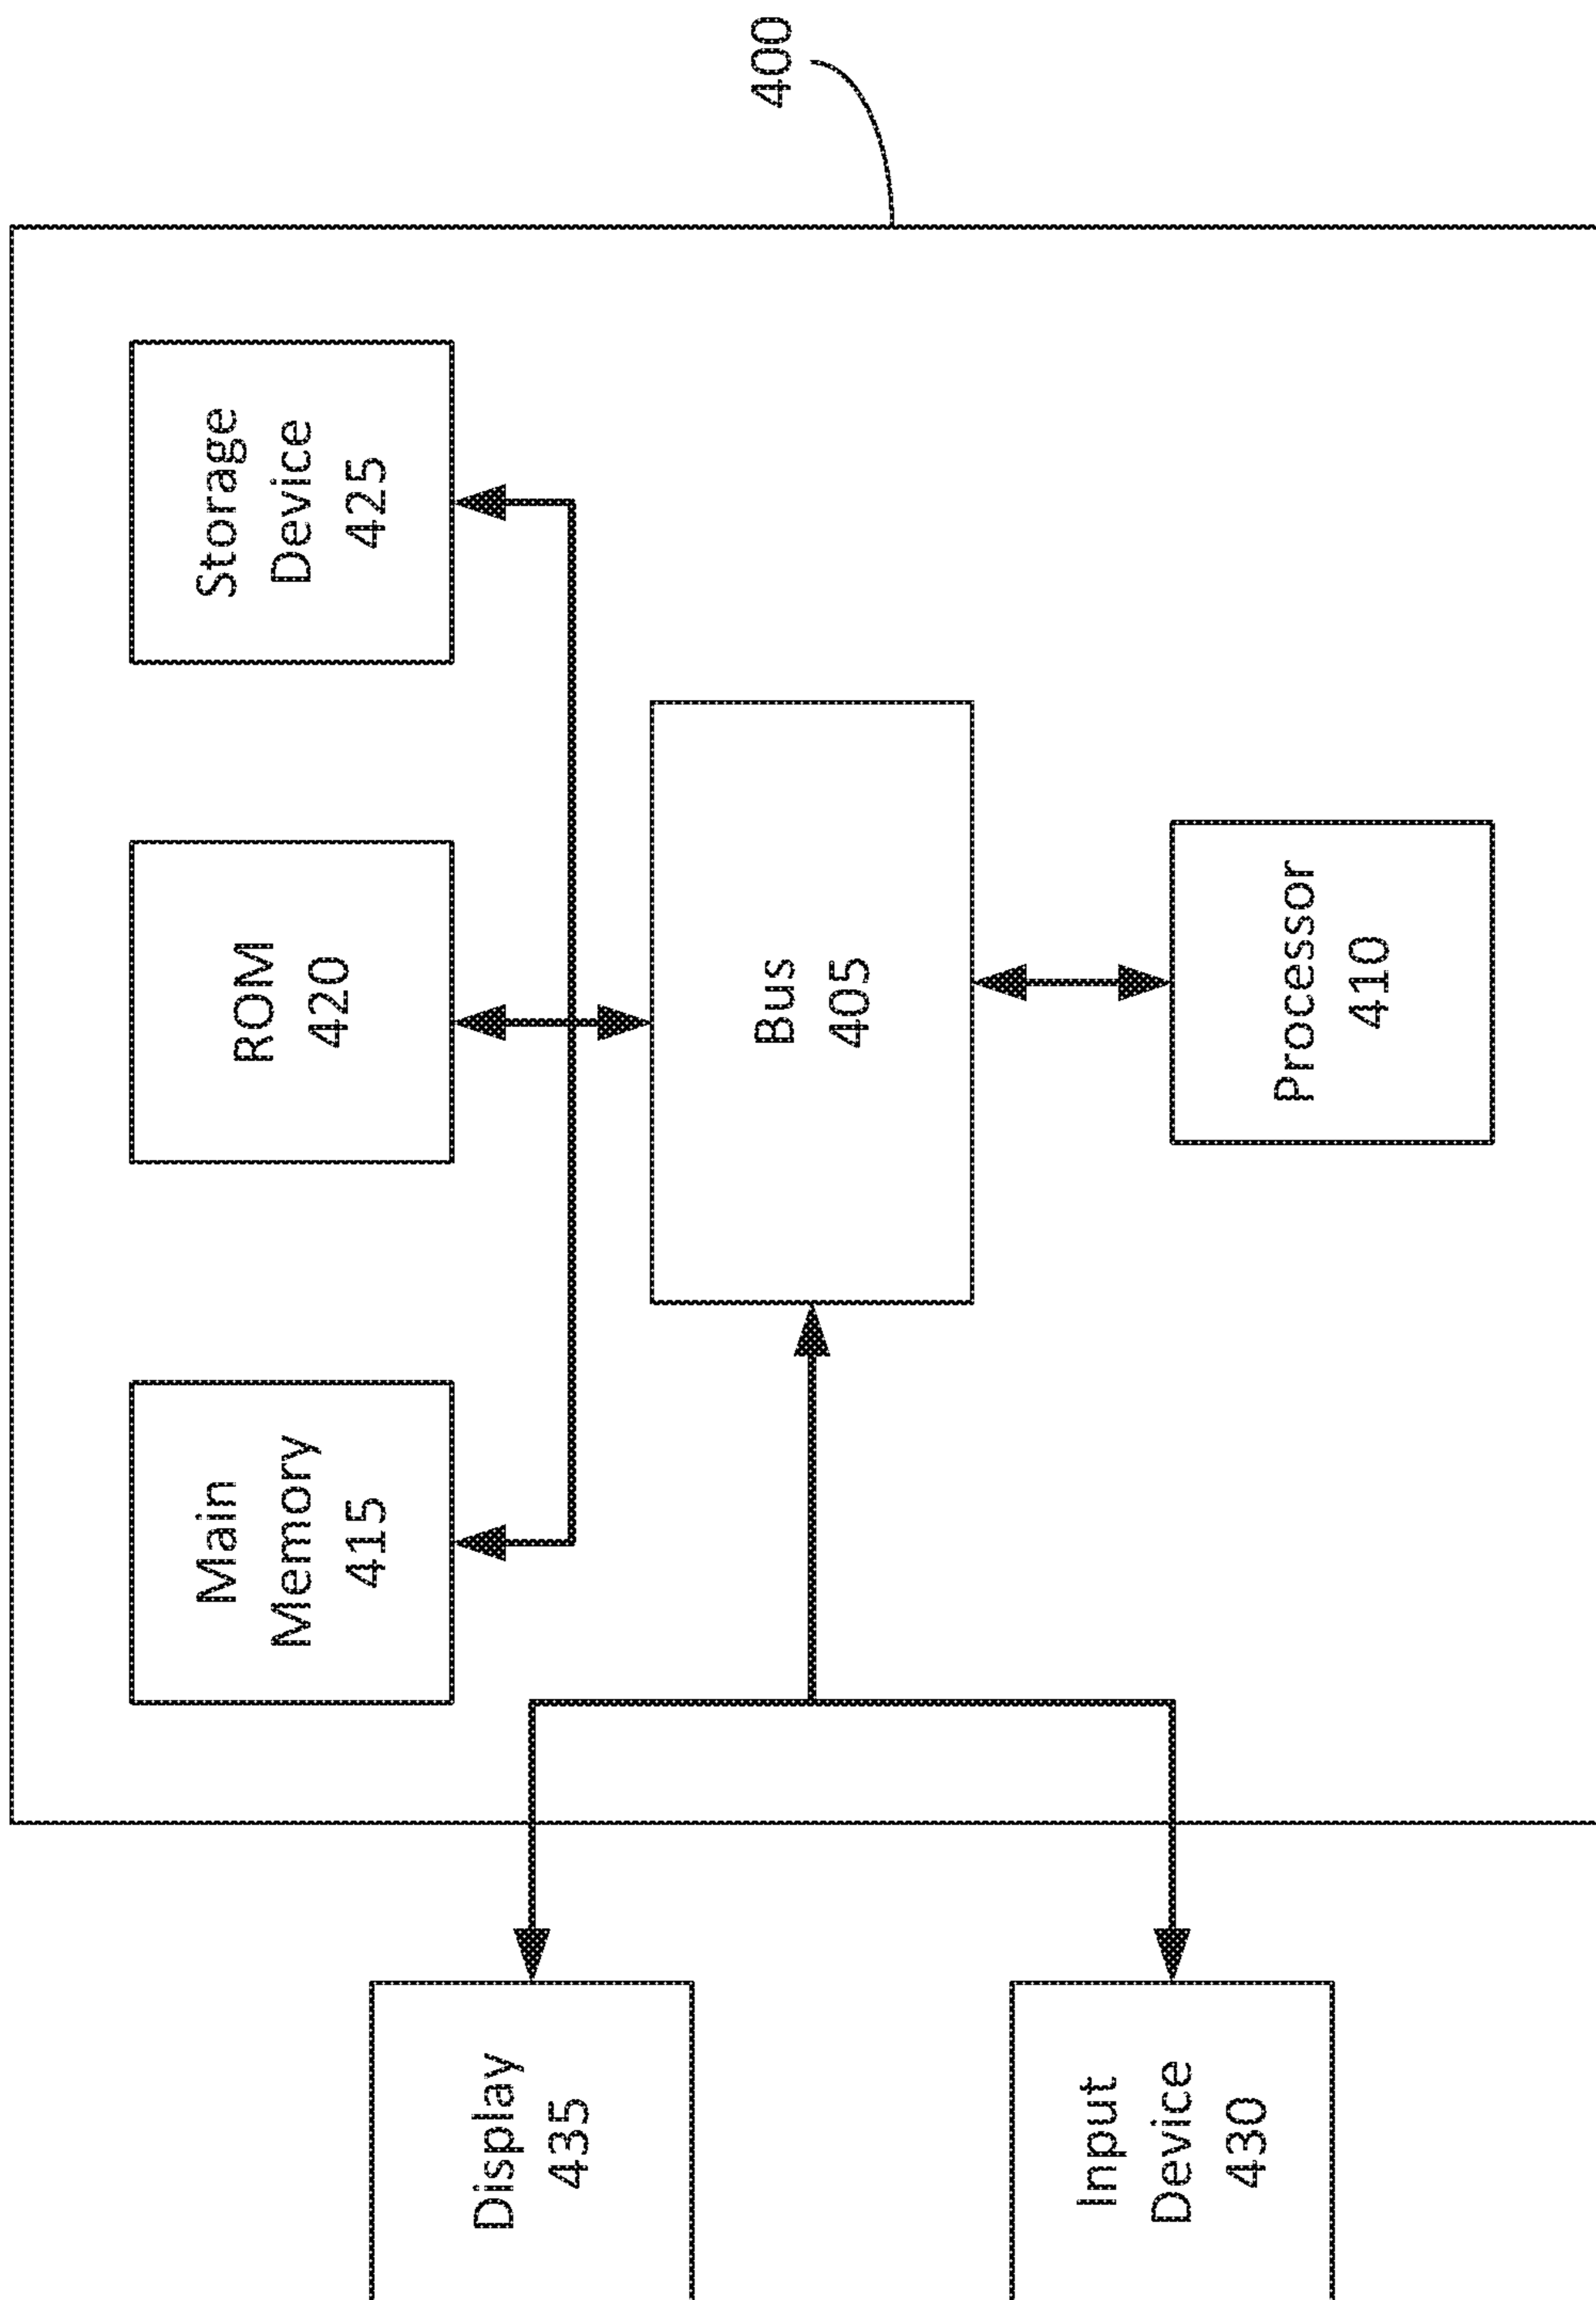 400
Main
Memory
415
ROM
420
Storage
Device
425
Display
435
Bus
405
Input
Device
430
Processor
410